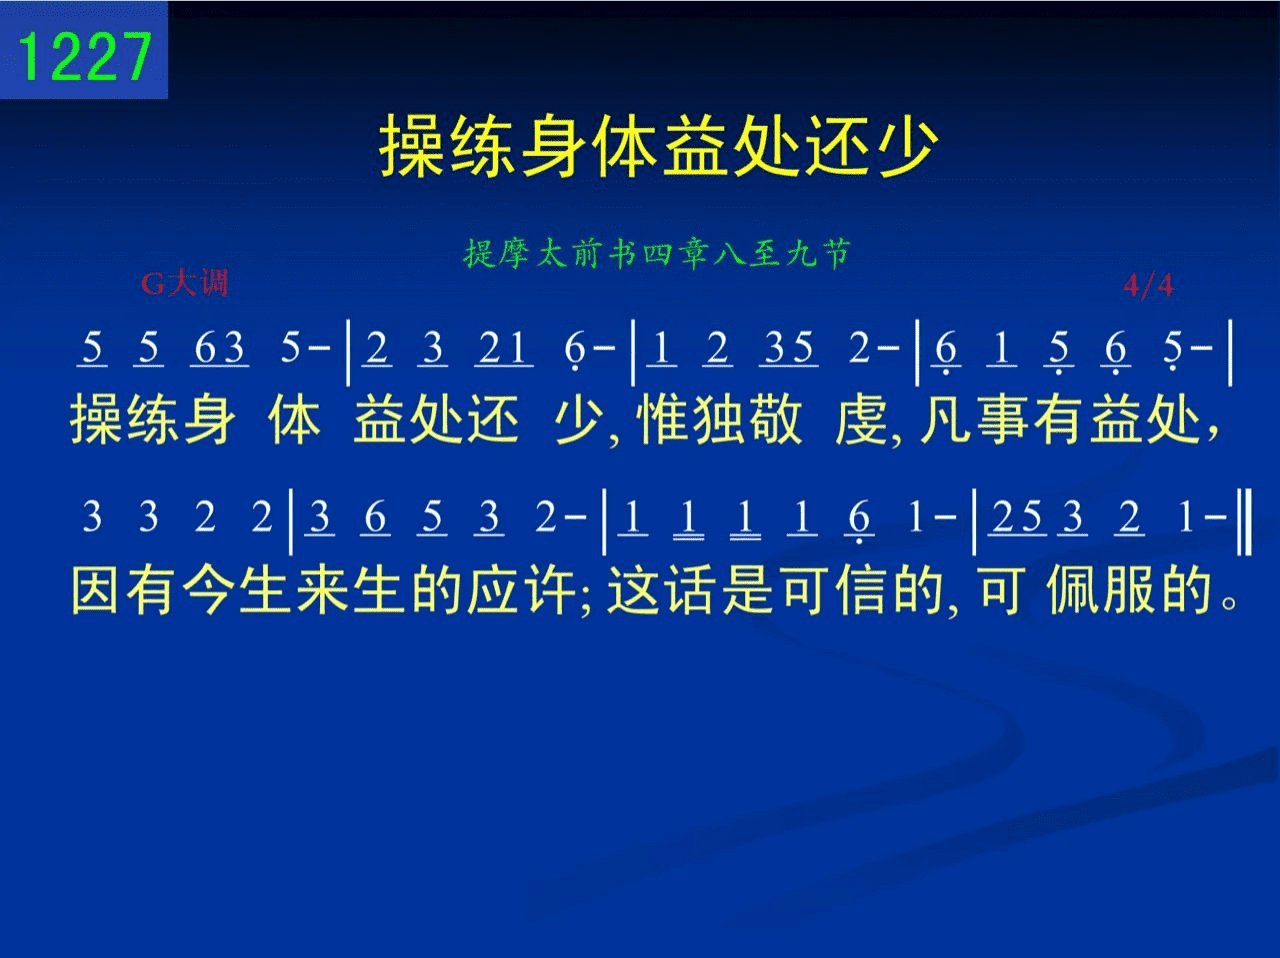 1227
操练身体益处还少
提摩太前书四章八至九节
G大调 4/4
5 5 63 5-|2 3 21 6̣-|1 2 35 2-|6̣ 1 5̣ 6̣ 5̣-|
操练身 体 益处还 少, 惟独敬 虔, 凡事有益处，
3 3 2 2|3 6 5 3 2-|1 1 1 1 6̣ 1-|25 3 2 1-‖
因有今生来生的应许; 这话是可信的, 可 佩服的。